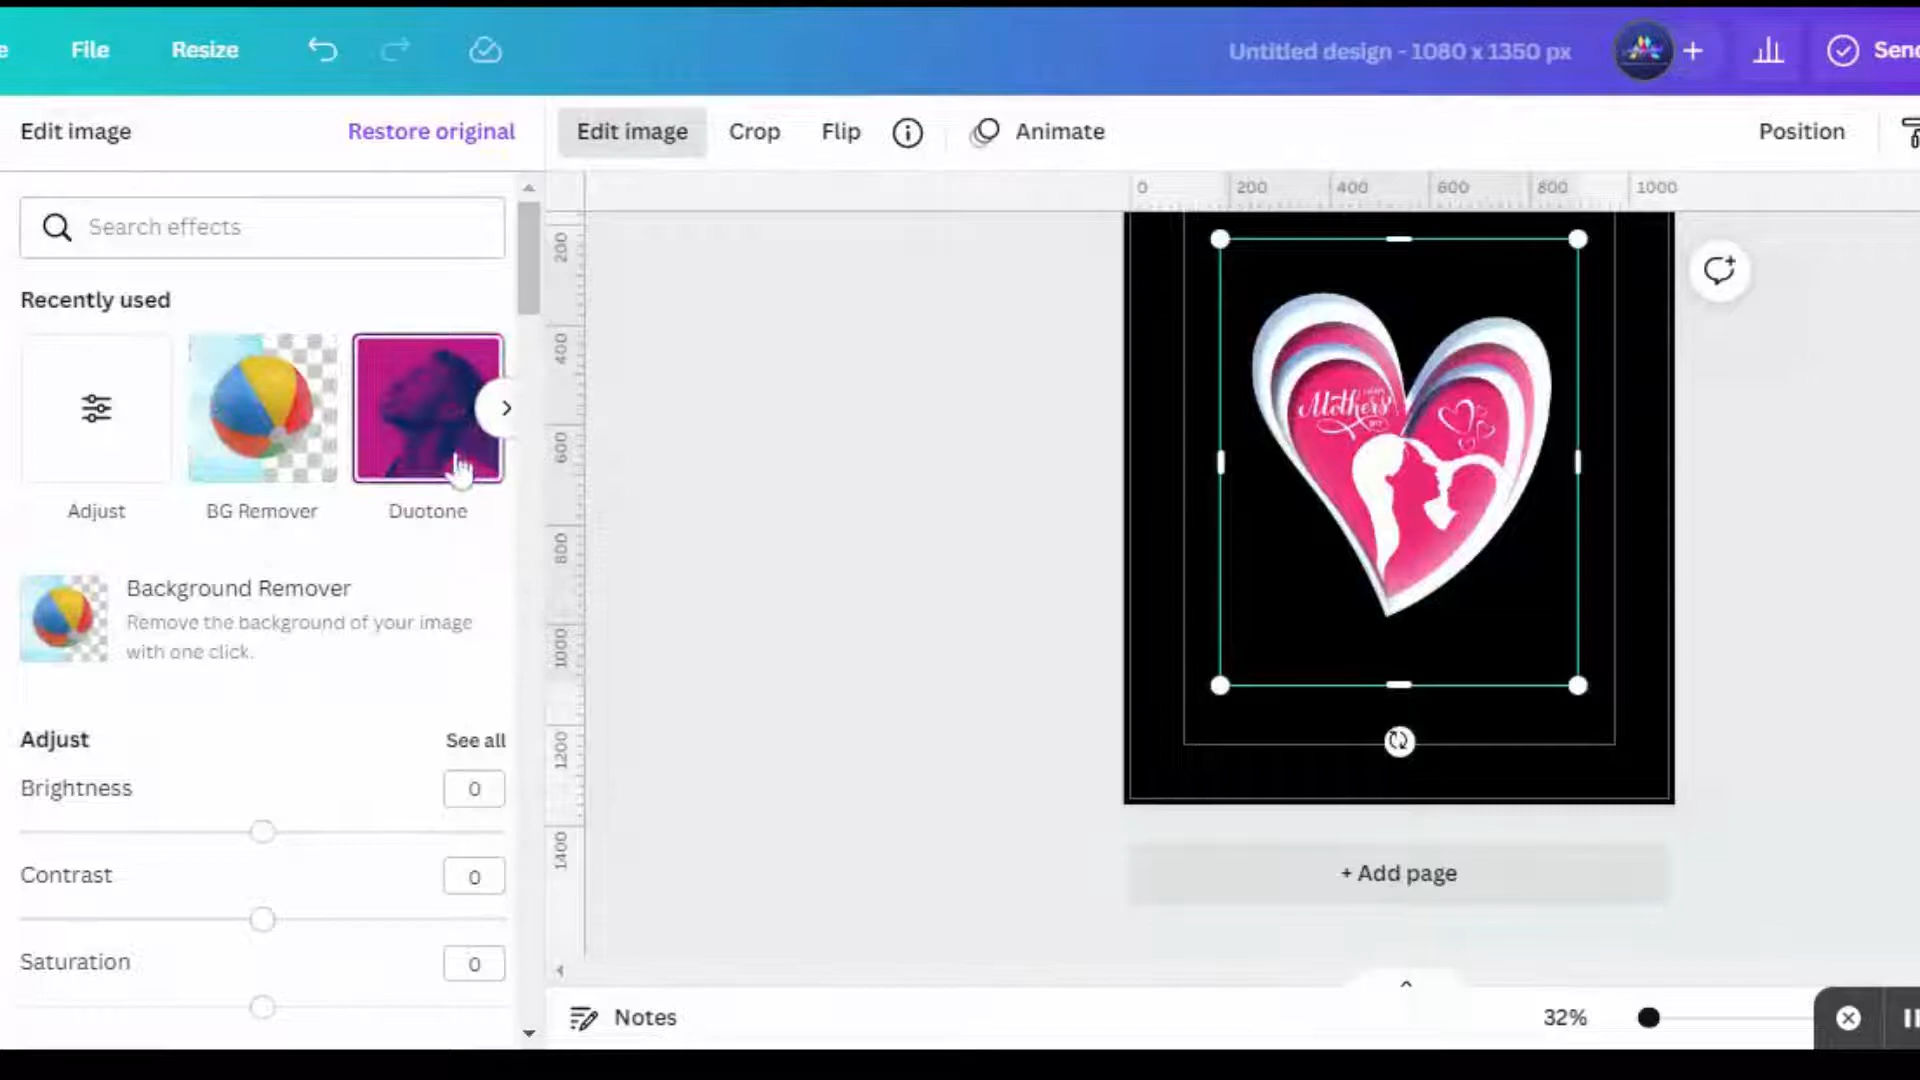 File
Resize
Untitled design - 1080 x 1350 px
Edit image
Restore original
Edit image
Crop
Flip
Animate
Position
Search effects
0 200 400 600 800 1000
Recently used
Adjust
BG Remover
Duotone
Background Remover
Remove the background of your image
with one click.
Adjust
See all
Brightness
0
Contrast
0
Saturation
0
200
400
600
800
1000
1200
1400
Mothers'
+ Add page
Notes
32%